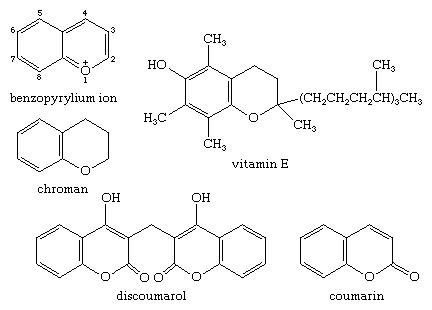 5 4
6 3
7 2
8 O+ 1
benzopyrylium ion
CH3
HO
H3C
CH3
O
CH3
(CH2CH2CH2CH)3CH3
CH3
vitamin E
O
chroman
OH OH
O O O O
discoumarol
O O
coumarin